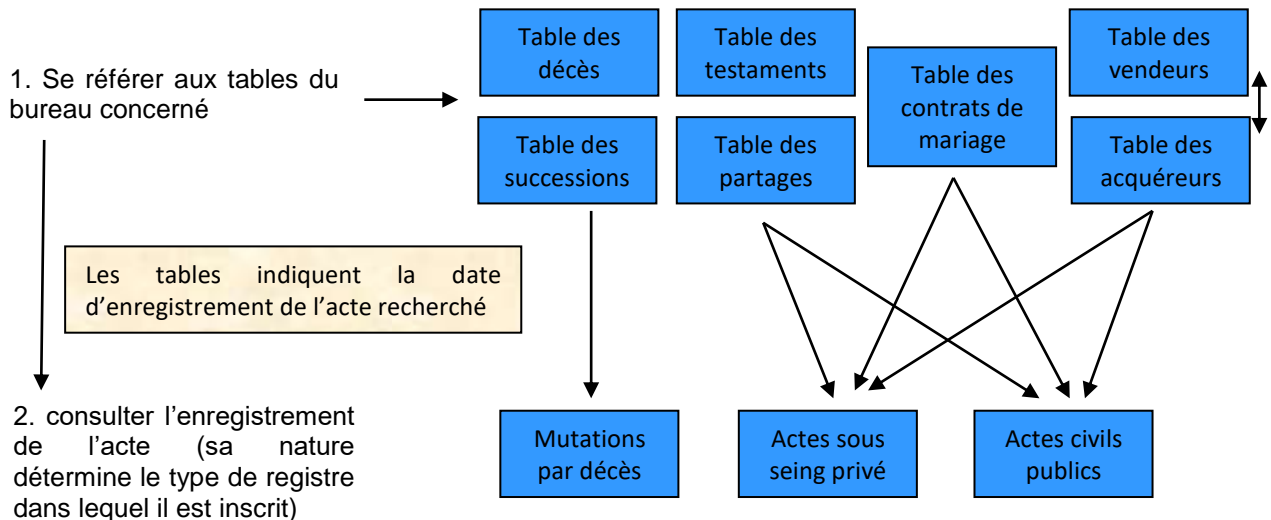 1. Se référer aux tables du
bureau concerné
Table des
décès
Table des
testaments
Table des
contrats de
mariage
Table des
vendeurs
Table des
successions
Table des
partages
Table des
acquéreurs
Les tables indiquent la date
d’enregistrement de l’acte recherché
2. consulter l’enregistrement
de l’acte (sa nature
détermine le type de registre
dans lequel il est inscrit)
Mutations
par décès
Actes sous
seing privé
Actes civils
publics